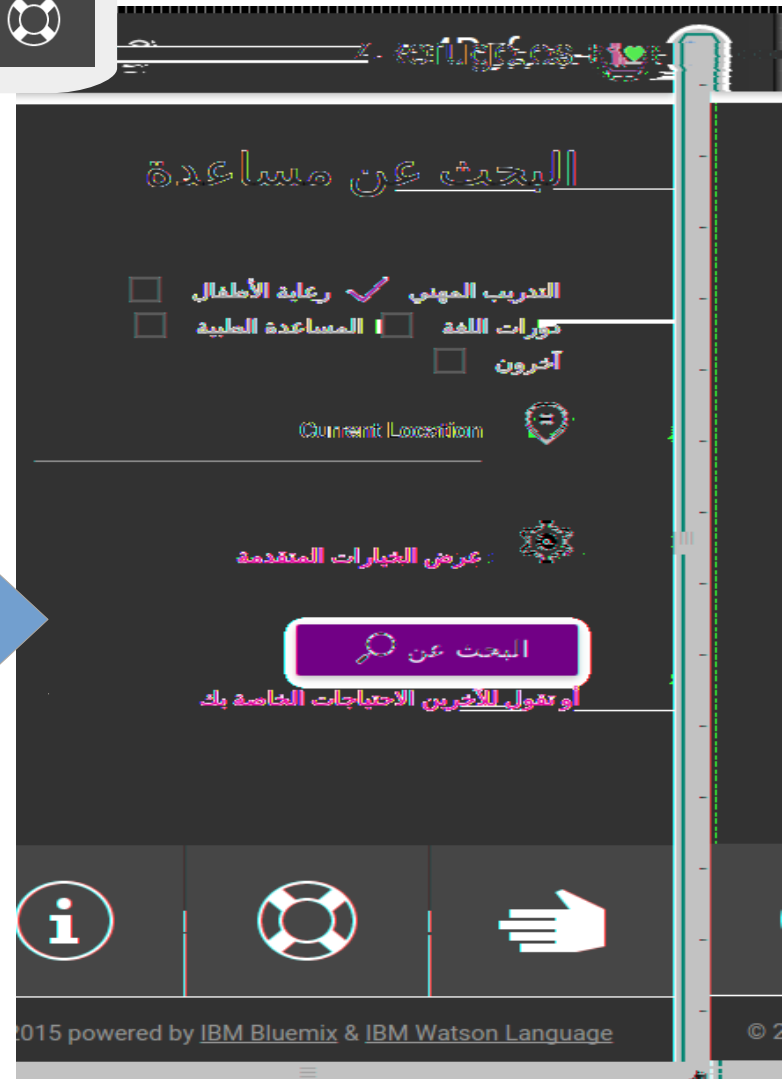 البحث عن مساعدة
التدريب المهني رعاية الأطفال
دورات اللغة المساعدة الطبية
آخرون
Current Location
عرض الخيارات المتقدمة
البحث عن
أو تقول للآخرين الاحتياجات الخاصة بك
2015 powered by IBM Bluemix & IBM Watson Language
© 2